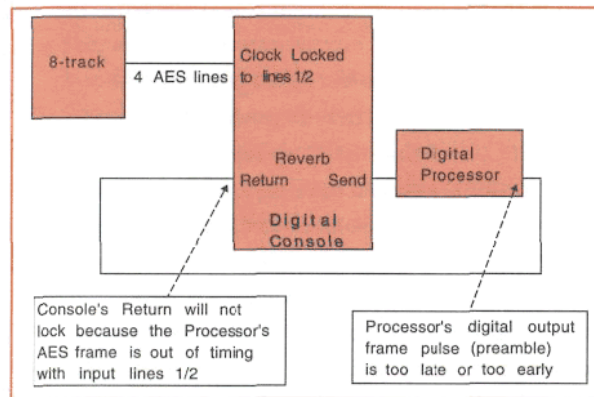 8-track
4 AES lines
Clock Locked
to lines 1/2
Reverb
Return Send
Digital
Console
Digital
Processor
Console's Return will not
lock because the Processor's
AES frame is out of timing
with input lines 1/2
Processor's digital output
frame pulse (preamble)
is too late or too early